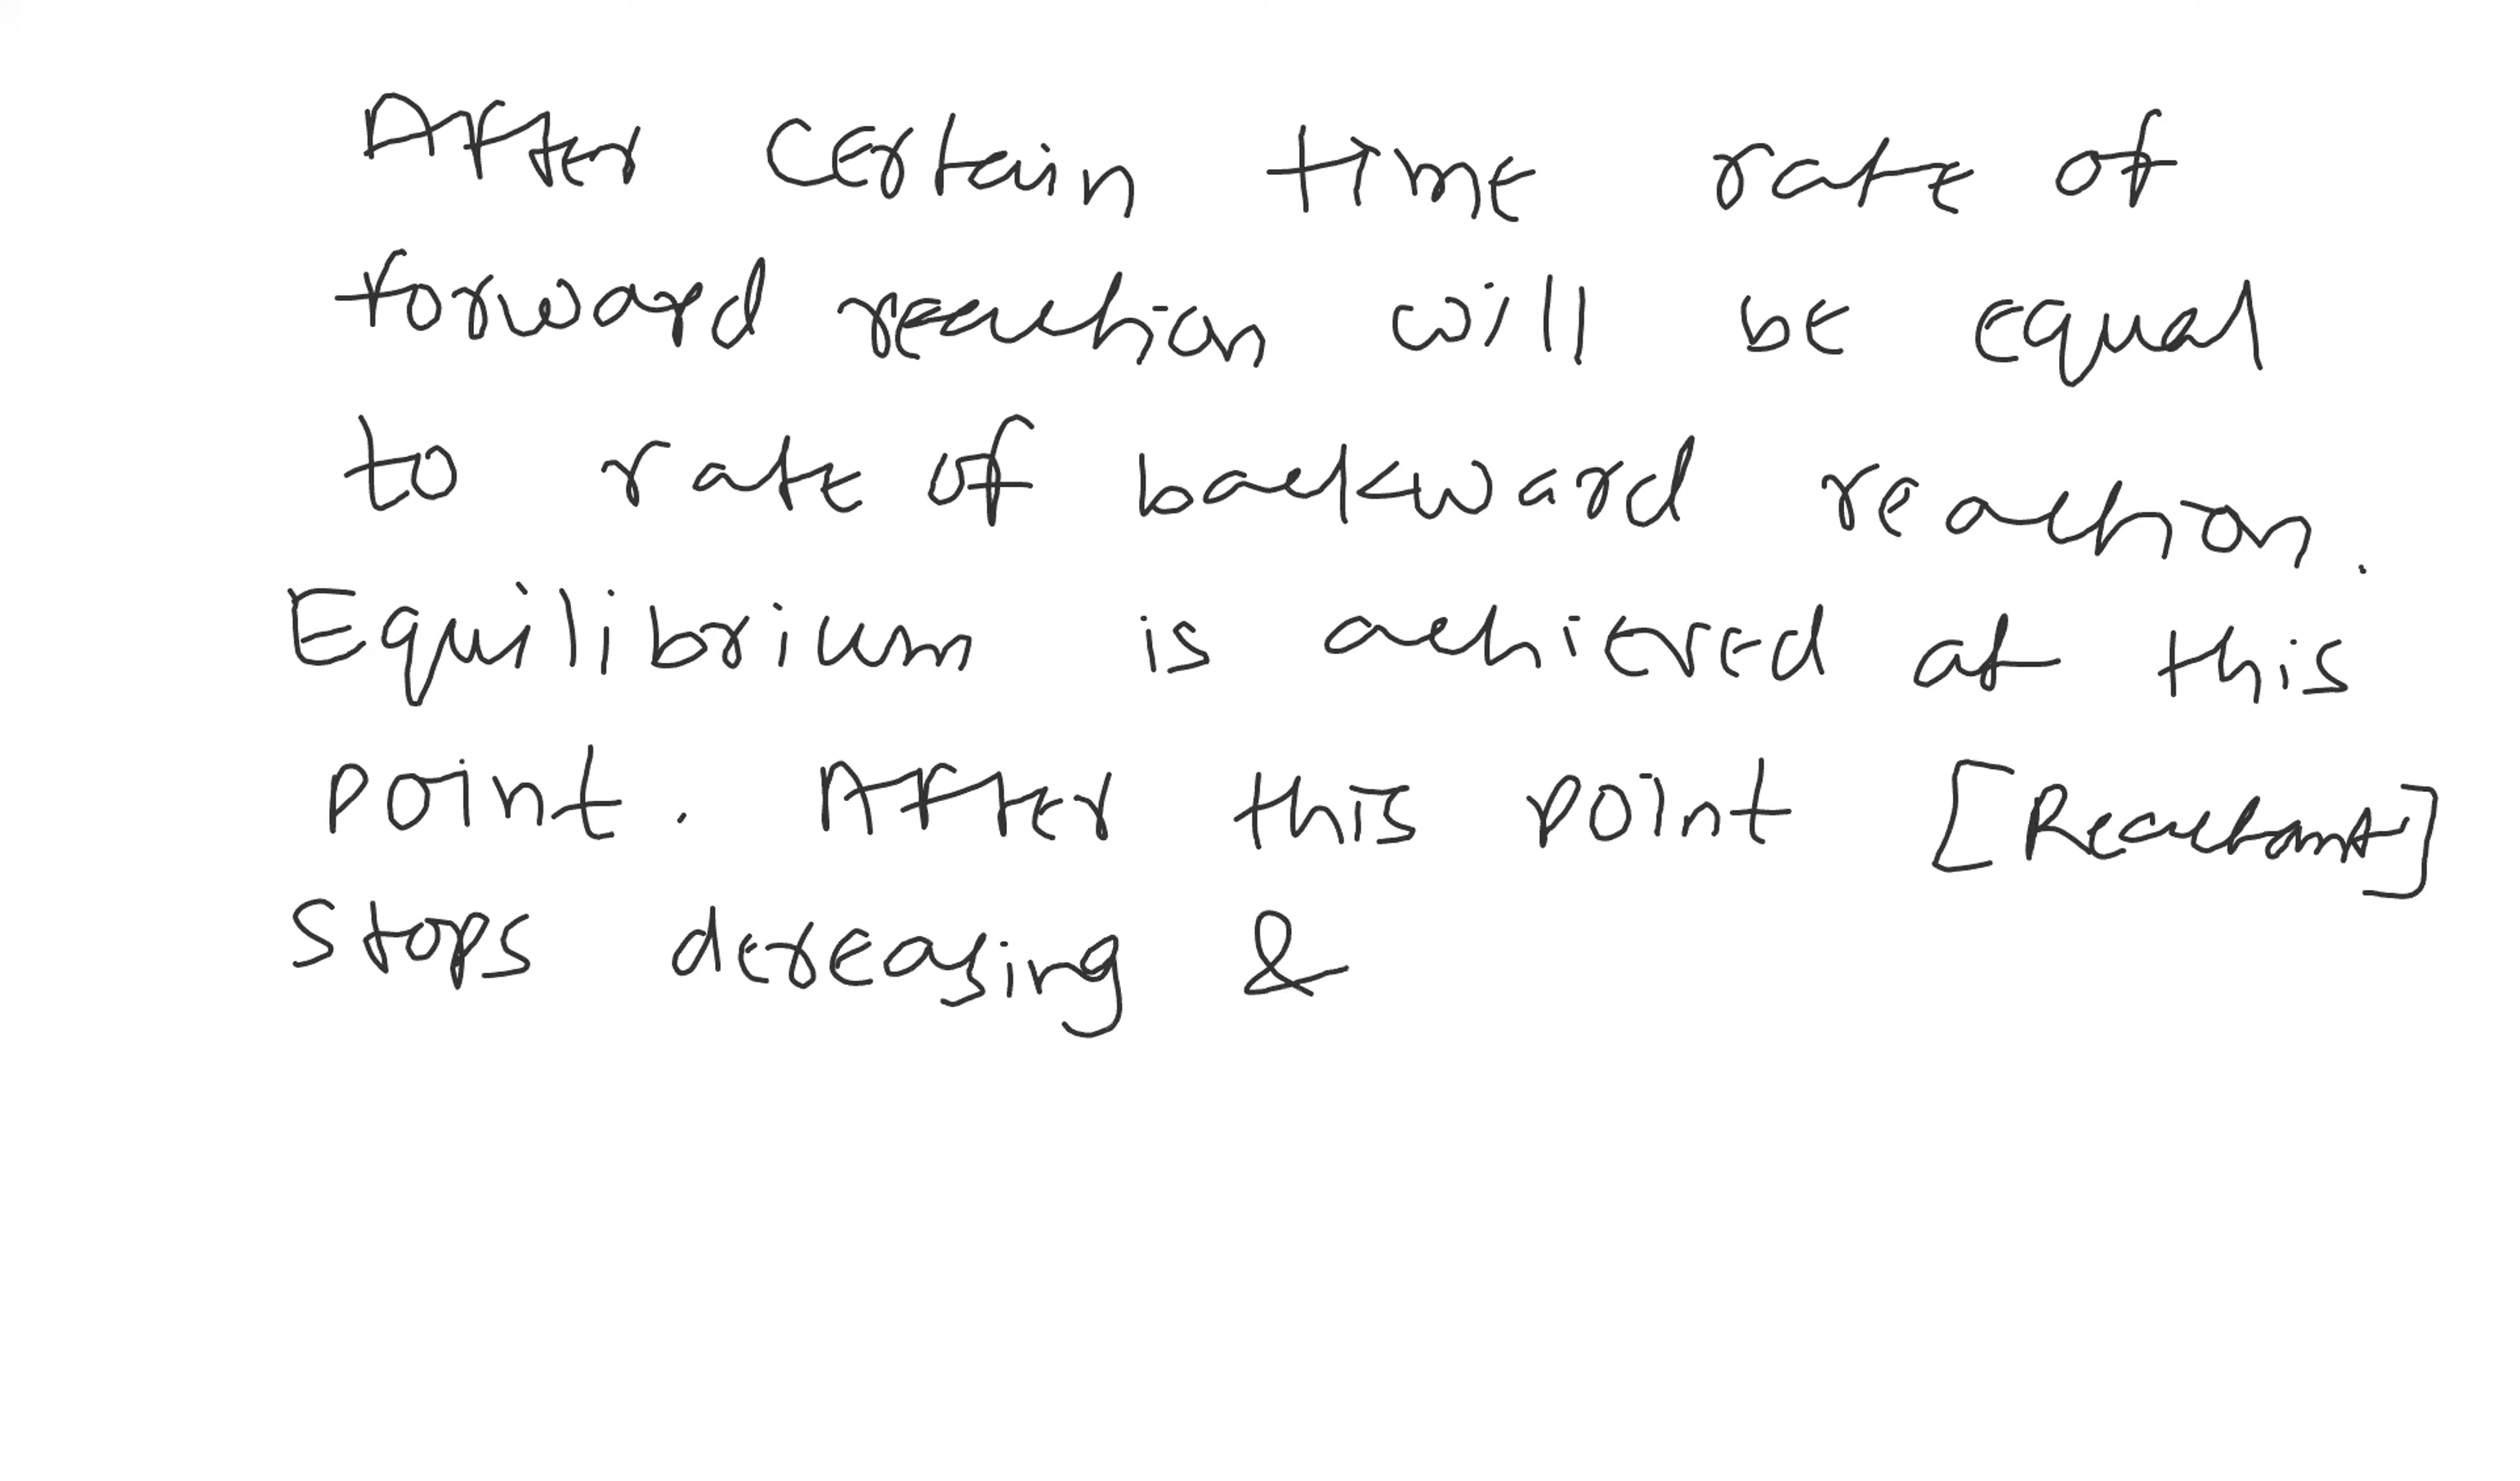 After certain time rate of
forward reaction will be equal
to rate of backward reaction.
Equilibrium is achieved at this
point. After this point [Reactant]
stops decreasing &